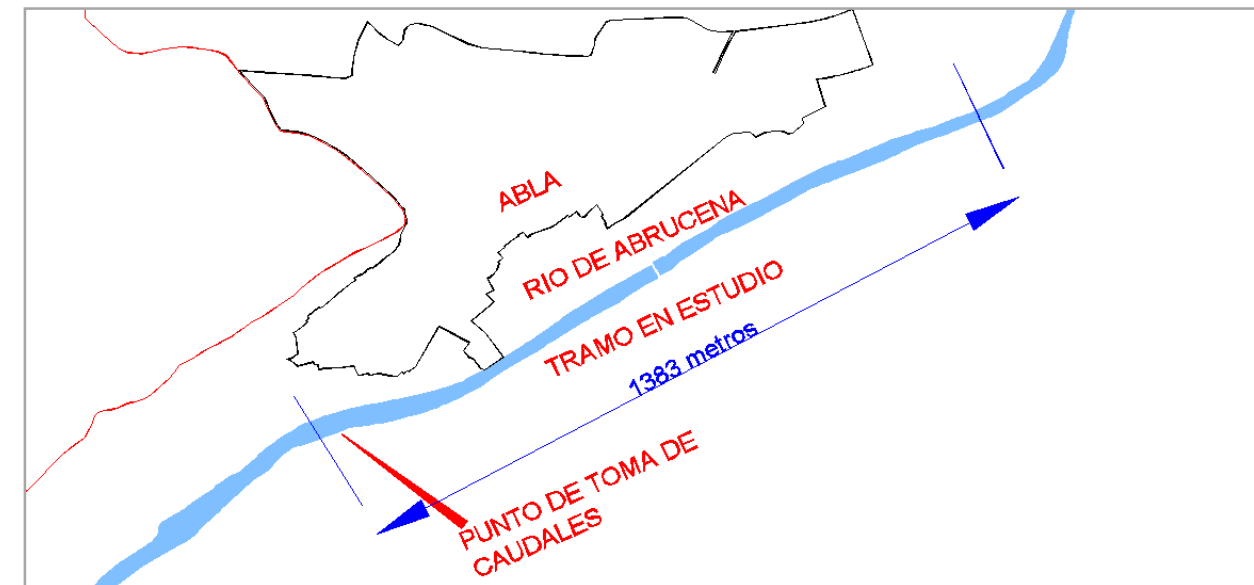 ABLA
RIO DE ABRUCENA
TRAMO EN ESTUDIO
1383 metros
PUNTO DE TOMA DE
CAUDALES